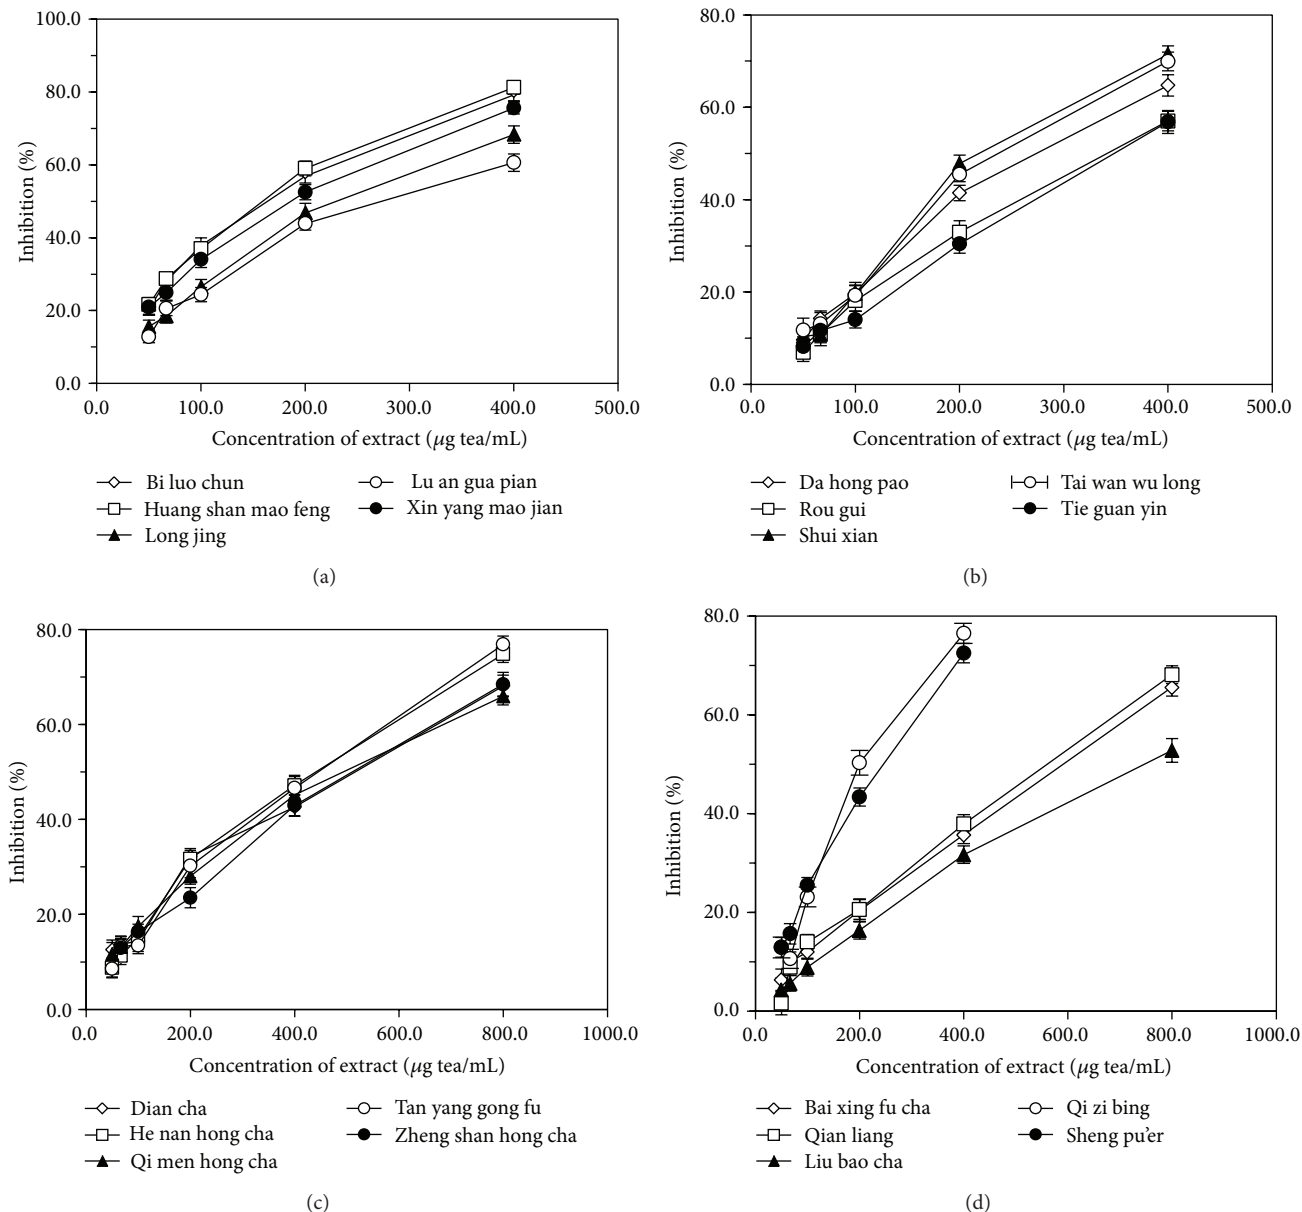 100.0
80.0
60.0
40.0
20.0
0.0
Inhibition (%)
0.0 100.0 200.0 300.0 400.0 500.0
Concentration of extract (μg tea/mL)
Bi luo chun
Huang shan mao feng
Long jing
Lu an gua pian
Xin yang mao jian
(a)
80.0
60.0
40.0
20.0
0.0
Inhibition (%)
0.0 100.0 200.0 300.0 400.0 500.0
Concentration of extract (μg tea/mL)
Da hong pao
Rou gui
Shui xian
Tai wan wu long
Tie guan yin
(b)
80.0
60.0
40.0
20.0
0.0
Inhibition (%)
0.0 200.0 400.0 600.0 800.0 1000.0
Concentration of extract (μg tea/mL)
Dian cha
He nan hong cha
Qi men hong cha
Tan yang gong fu
Zheng shan hong cha
(c)
80.0
60.0
40.0
20.0
0.0
Inhibition (%)
0.0 200.0 400.0 600.0 800.0 1000.0
Concentration of extract (μg tea/mL)
Bai xing fu cha
Qian liang
Liu bao cha
Qi zi bing
Sheng pu’er
(d)